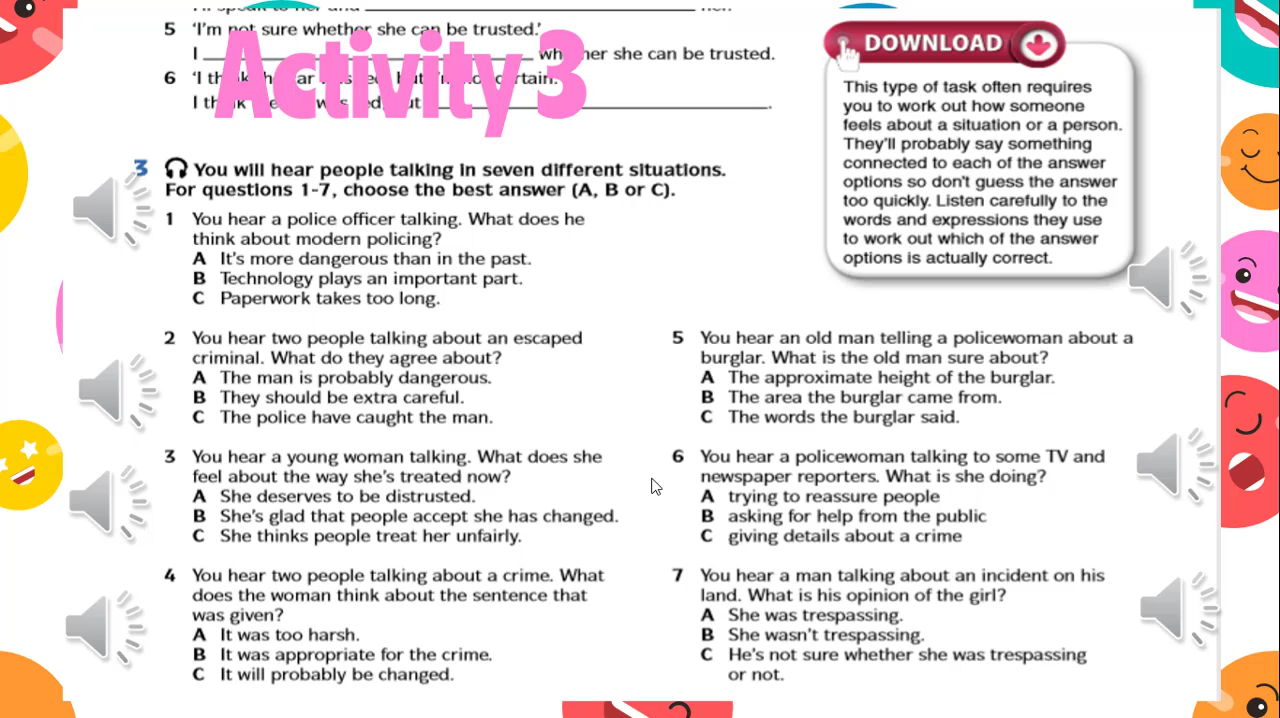 5 'I'm not sure whether she can be trusted.'
I ______ whether she can be trusted.
6
I think
Activity 3
DOWNLOAD
This type of task often requires
you to work out how someone
feels about a situation or a person.
They'll probably say something
connected to each of the answer
options so don't guess the answer
too quickly. Listen carefully to the
words and expressions they use
to work out which of the answer
options is actually correct.
3 You will hear people talking in seven different situations.
For questions 1-7, choose the best answer (A, B or C).
1 You hear a police officer talking. What does he
think about modern policing?
A It's more dangerous than in the past.
B Technology plays an important part.
C Paperwork takes too long.
2 You hear two people talking about an escaped
criminal. What do they agree about?
A The man is probably dangerous.
B They should be extra careful.
C The police have caught the man.
3 You hear a young woman talking. What does she
feel about the way she's treated now?
A She deserves to be distrusted.
B She's glad that people accept she has changed.
C She thinks people treat her unfairly.
4 You hear two people talking about a crime. What
does the woman think about the sentence that
was given?
A It was too harsh.
B It was appropriate for the crime.
C It will probably be changed.
5 You hear an old man telling a policewoman about a
burglar. What is the old man sure about?
A The approximate height of the burglar.
B The area the burglar came from.
C The words the burglar said.
6 You hear a policewoman talking to some TV and
newspaper reporters. What is she doing?
A trying to reassure people
B asking for help from the public
C giving details about a crime
7 You hear a man talking about an incident on his
land. What is his opinion of the girl?
A She was trespassing.
B She wasn't trespassing.
C He's not sure whether she was trespassing
or not.